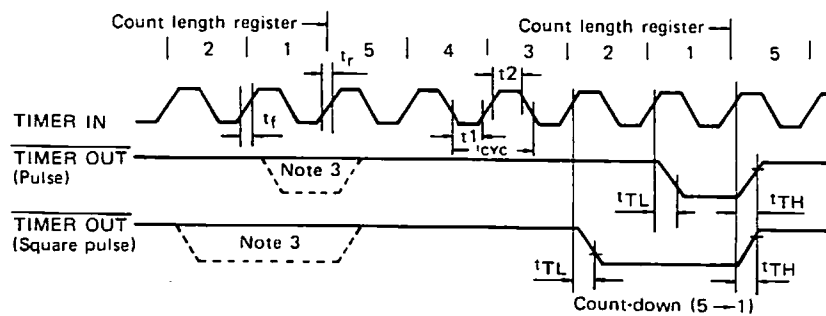 Count length register
Count length register
2 1 5 4 3 2 1 5
tr
t2
TIMER IN
tf
t1
tCYC
TIMER OUT
(Pulse)
Note 3
tTL
tTH
TIMER OUT
(Square pulse)
Note 3
tTL
tTH
Count-down (5→1)